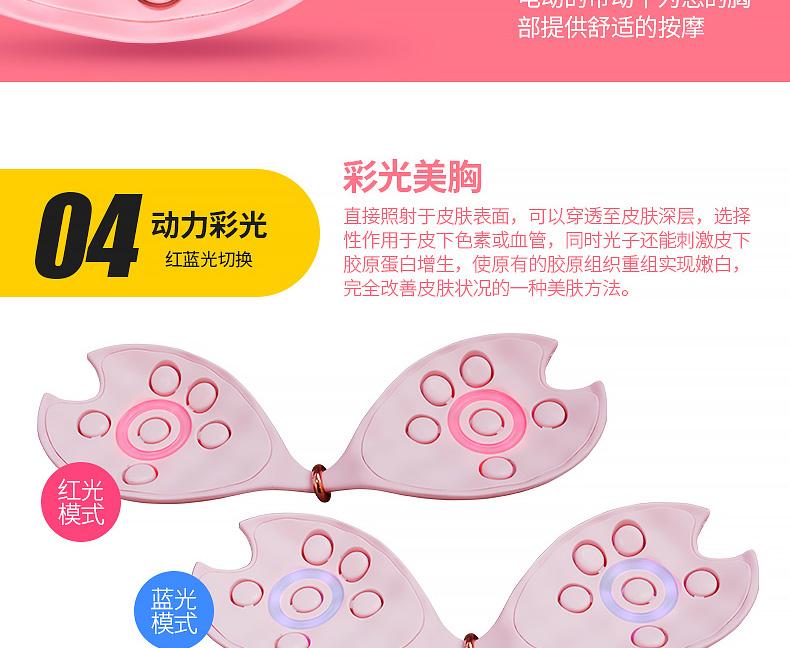 部提供舒适的按摩
04
动力彩光
红蓝光切换
彩光美胸
直接照射于皮肤表面，可以穿透至皮肤深层，选择
性作用于皮下色素或血管，同时光子还能刺激皮下
胶原蛋白增生，使原有的胶原组织重组实现嫩白，
完全改善皮肤状况的一种美肤方法。
红光
模式
蓝光
模式